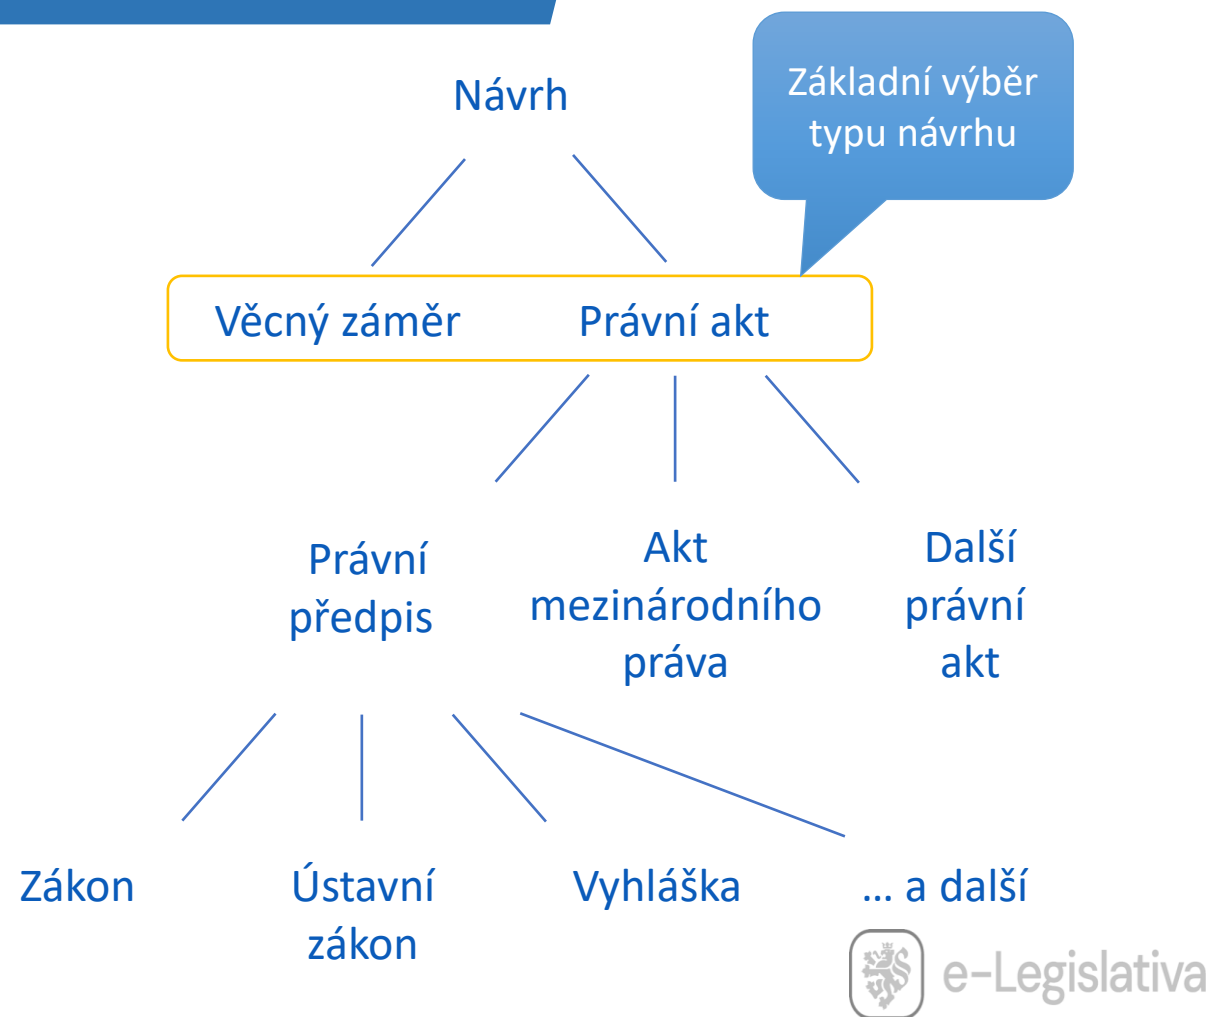 Návrh
Základní výběr
typu návrhu
Věcný záměr
Právní akt
Právní
předpis
Akt
mezinárodního
práva
Další
právní
akt
Zákon
Ústavní
zákon
Vyhláška
... a další
e-Legislativa